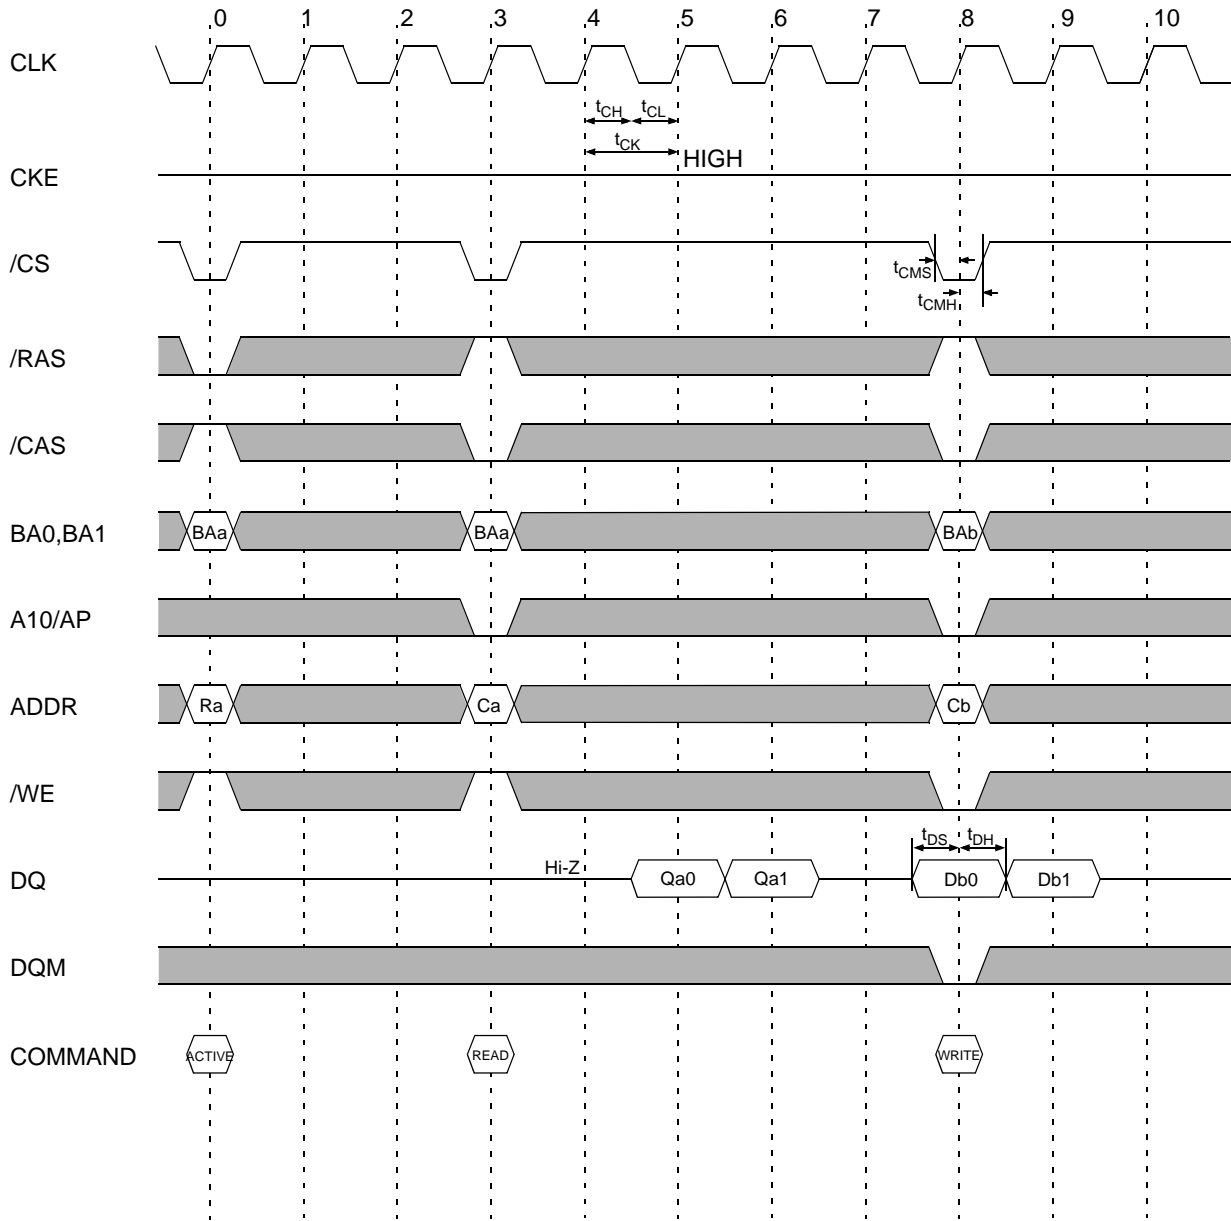 0 1 2 3 4 5 6 7 8 9 10
CLK
tCH tCL
tCK
HIGH
CKE
/CS
tCMS
tCMH
/RAS
/CAS
BA0,BA1 BAa BAa BAb
A10/AP
ADDR Ra Ca Cb
/WE
tDS tDH
Hi-Z
DQ Qa0 Qa1 Db0 Db1
DQM
COMMAND ACTIVE READ WRITE